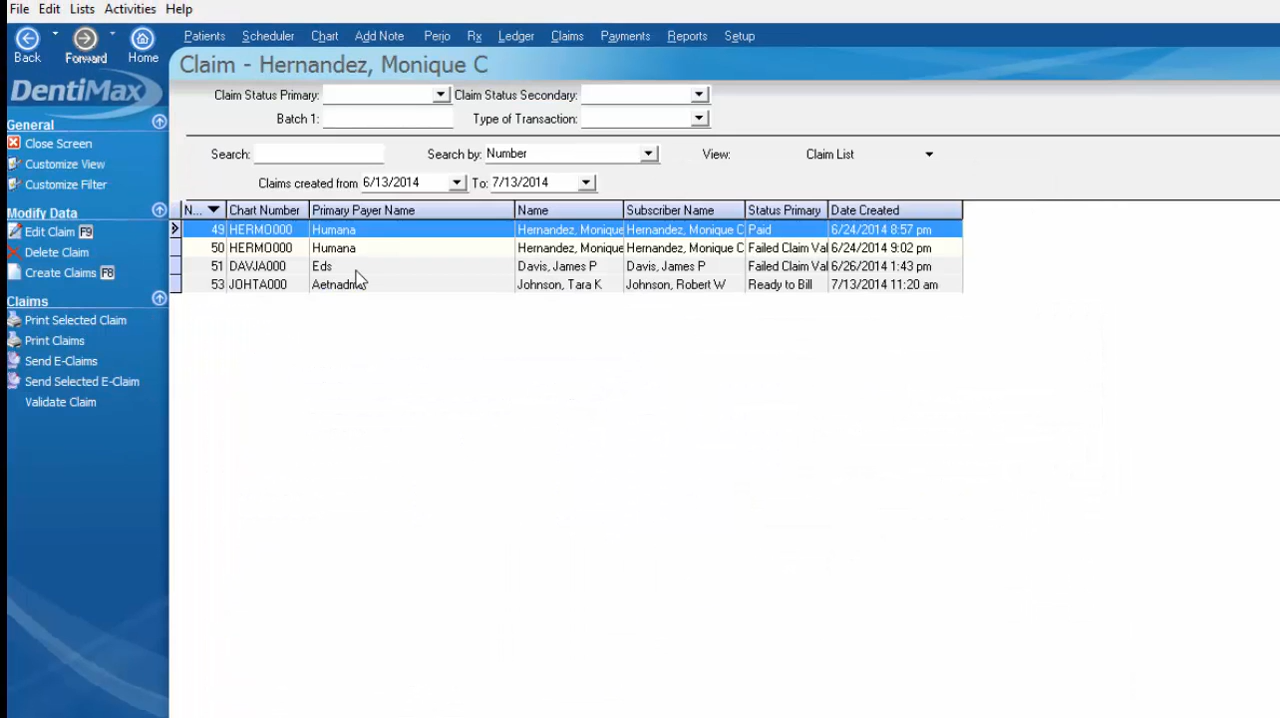 File Edit Lists Activities Help
Back Forward Home
Patients Scheduler Chart Add Note Perio Rx Ledger Claims Payments Reports Setup
Claim - Hernandez, Monique C
DentiMax
General
Close Screen
Customize View
Customize Filter
Modify Data
Edit Claim F9
Delete Claim
Create Claims F8
Claims
Print Selected Claim
Print Claims
Send E-Claims
Send Selected E-Claim
Validate Claim
Claim Status Primary: Claim Status Secondary:
Batch 1: Type of Transaction:
Search: Search by: Number View: Claim List
Claims created from 6/13/2014 To: 7/13/2014
N... Chart Number Primary Payer Name Name Subscriber Name Status Primary Date Created
49 HERMO000 Humana Hernandez, Monique Hernandez, Monique C Paid 6/24/2014 8:57 pm
50 HERMO000 Humana Hernandez, Monique Hernandez, Monique C Failed Claim Val 6/24/2014 9:02 pm
51 DAVJA000 Eds Davis, James P Davis, James P Failed Claim Val 6/26/2014 1:43 pm
53 JOHTA000 Johnson, Tara K Johnson, Robert W Ready to Bill 7/13/2014 11:20 am